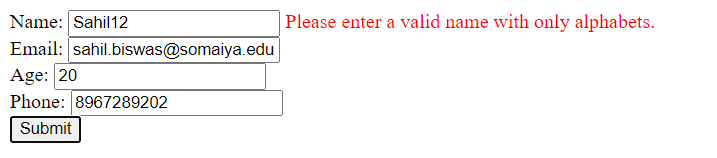 Name: Sahil12 Please enter a valid name with only alphabets.
Email: sahil.biswas@somaiya.edu
Age: 20
Phone: 8967289202
Submit